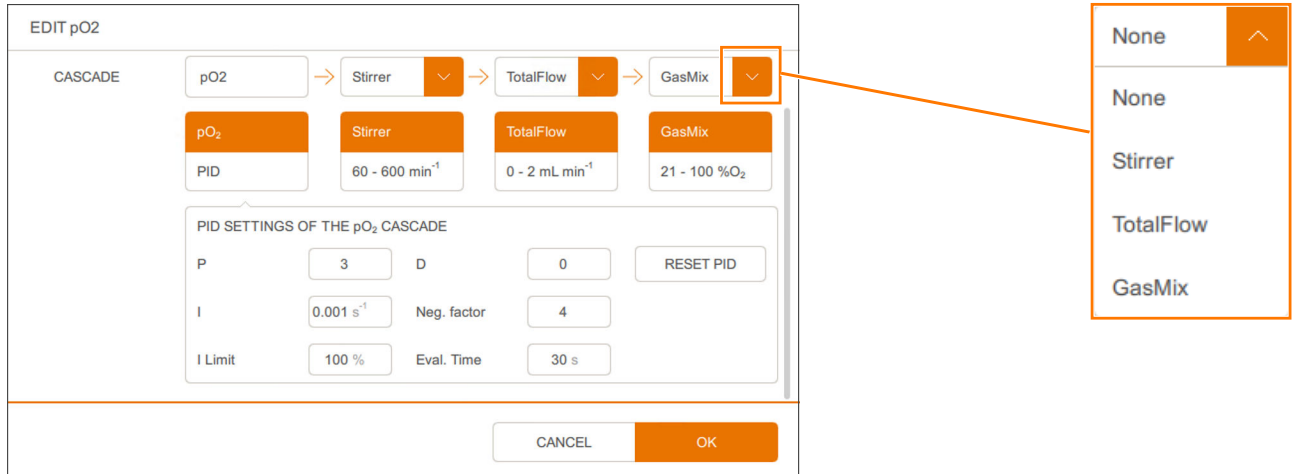 EDIT pO2
CASCADE pO2 Stirrer TotalFlow GasMix
pO₂ Stirrer TotalFlow GasMix
PID 60 - 600 min⁻¹ 0 - 2 mL min⁻¹ 21 - 100 %O₂
PID SETTINGS OF THE pO₂ CASCADE
P 3 D 0 RESET PID
I 0.001 s⁻¹ Neg. factor 4
I Limit 100 % Eval. Time 30 s
CANCEL OK
None
None
Stirrer
TotalFlow
GasMix